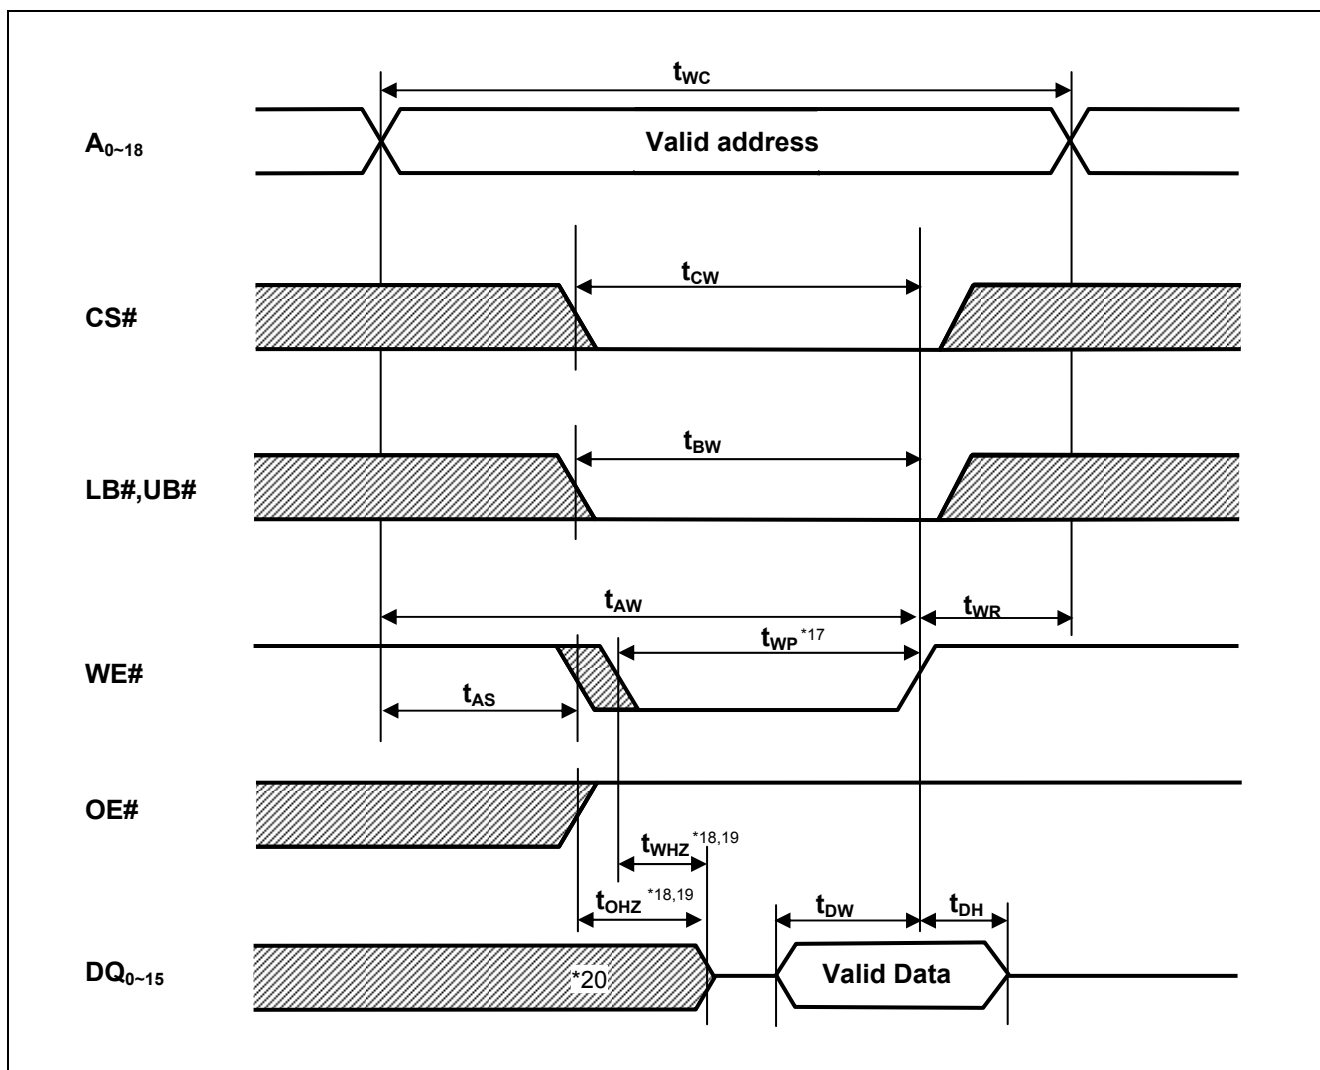 tWC
A0~18
Valid address
tCW
CS#
tBW
LB#,UB#
tAW
tWR
tWP *17
WE#
tAS
OE#
tWHZ *18,19
tOHZ *18,19
tDW
tDH
DQ0~15
*20
Valid Data